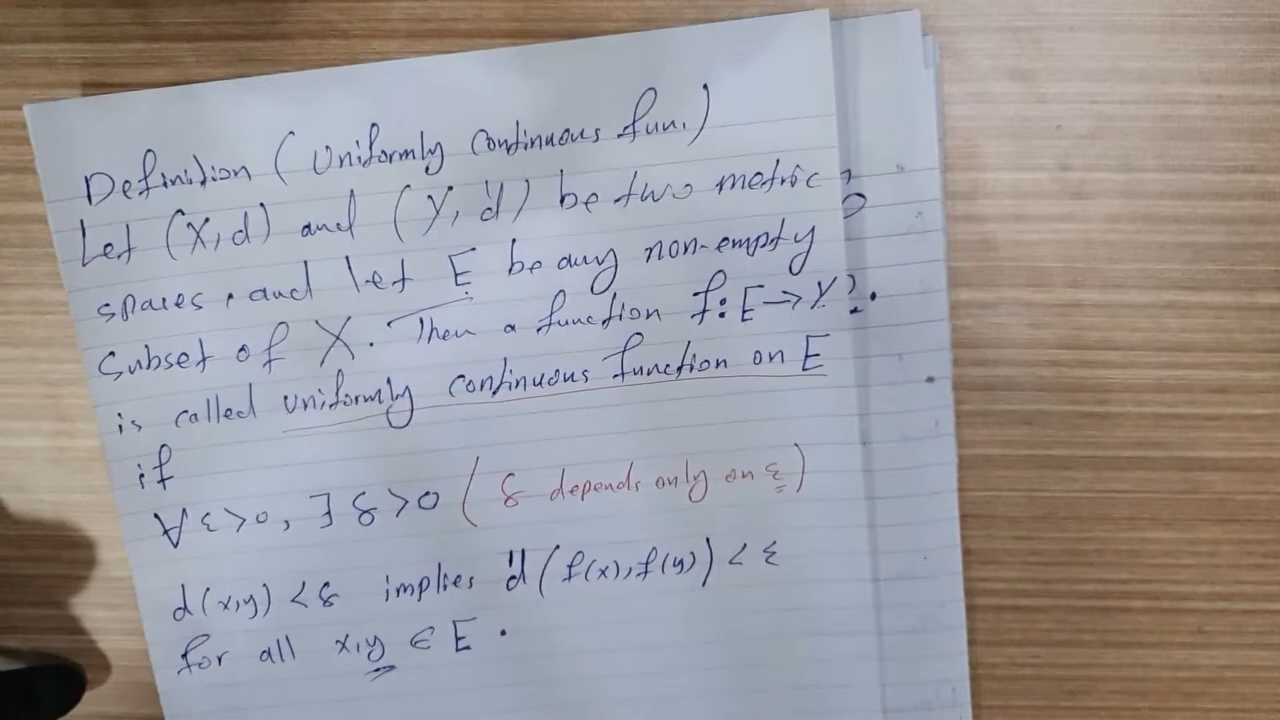 Definition (Uniformly continuous fun.)
Let (X,d) and (Y,d') be two metric
spaces, and let E be any non-empty
subset of X. Then a function f: E → Y
is called uniformly continuous function on E
if
∀ ε>0, ∃ δ>0 ( δ depends only on ε)
d(x,y) < δ implies d'(f(x),f(y)) < ε
for all x,y ∈ E .